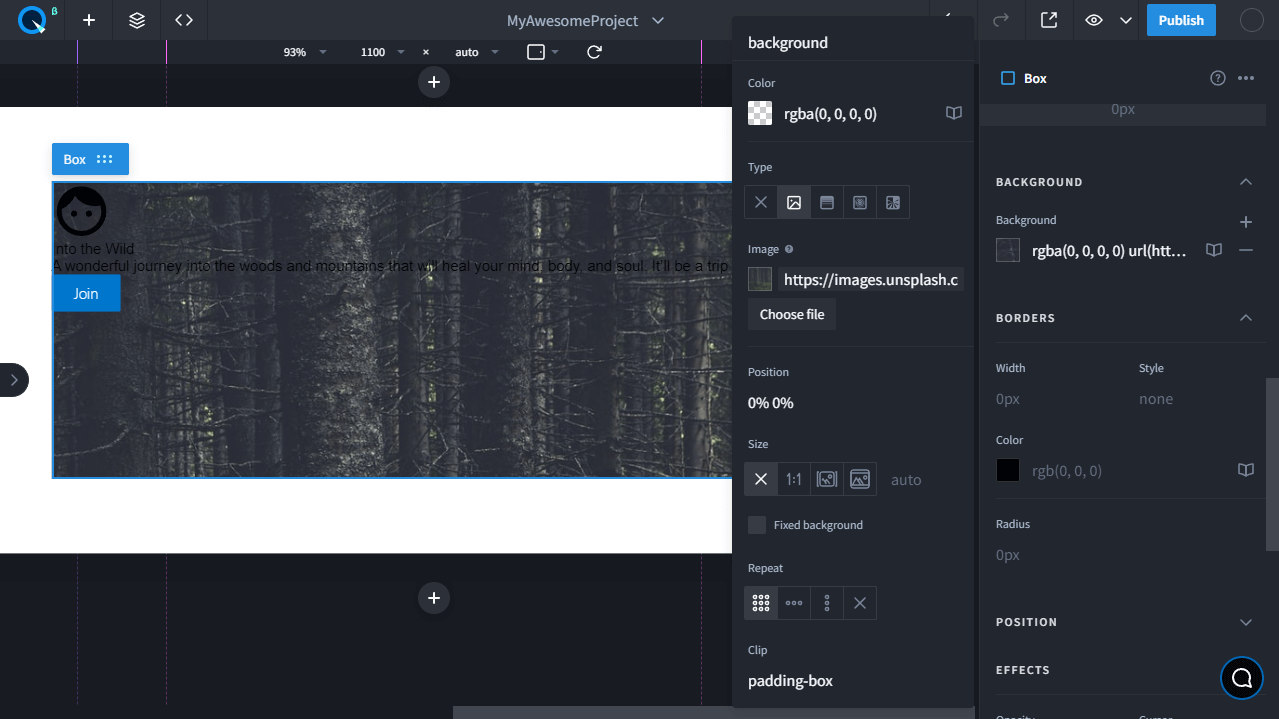 β
MyAwesomeProject
Publish
93%
1100
×
auto
background
Box
Color
rgba(0, 0, 0, 0)
0px
Type
BACKGROUND
Background
rgba(0, 0, 0, 0) url(htt...
Box
Image
https://images.unsplash.c
Choose file
Into the Wild
A wonderful journey into the woods and mountains that will heal your mind, body, and soul. It'll be a trip
Join
BORDERS
Width
Style
0px
none
Position
0% 0%
Color
rgb(0, 0, 0)
Size
1:1
auto
Fixed background
Radius
0px
Repeat
Clip
padding-box
POSITION
EFFECTS
Opacity
Cursor